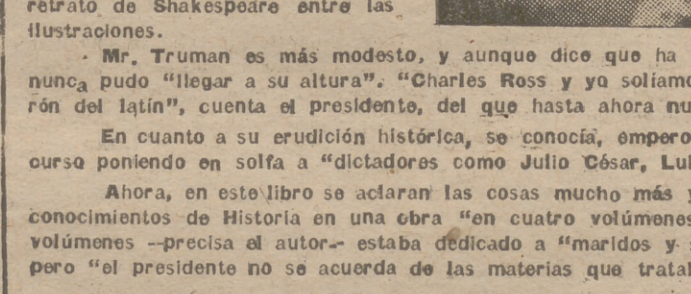 retrato de Shakespeare entre las
ilustraciones.
Mr. Truman es más modesto, y aunque dice que ha
nunca pudo “llegar a su altura”. “Charles Ross y yo solíamo
rón del latín”, cuenta el presidente, del que hasta ahora nu
En cuanto a su erudición histórica, se conocía, empero
curso poniendo en solfa a “dictadores como Julio César, Lui
Ahora, en este libro se aclaran las cosas mucho más
conocimientos de Historia en una obra “en cuatro volúmenes
volúmenes —precisa el autor— estaba dedicado a “maridos y
pero “el presidente no se acuerda de las materias que trata